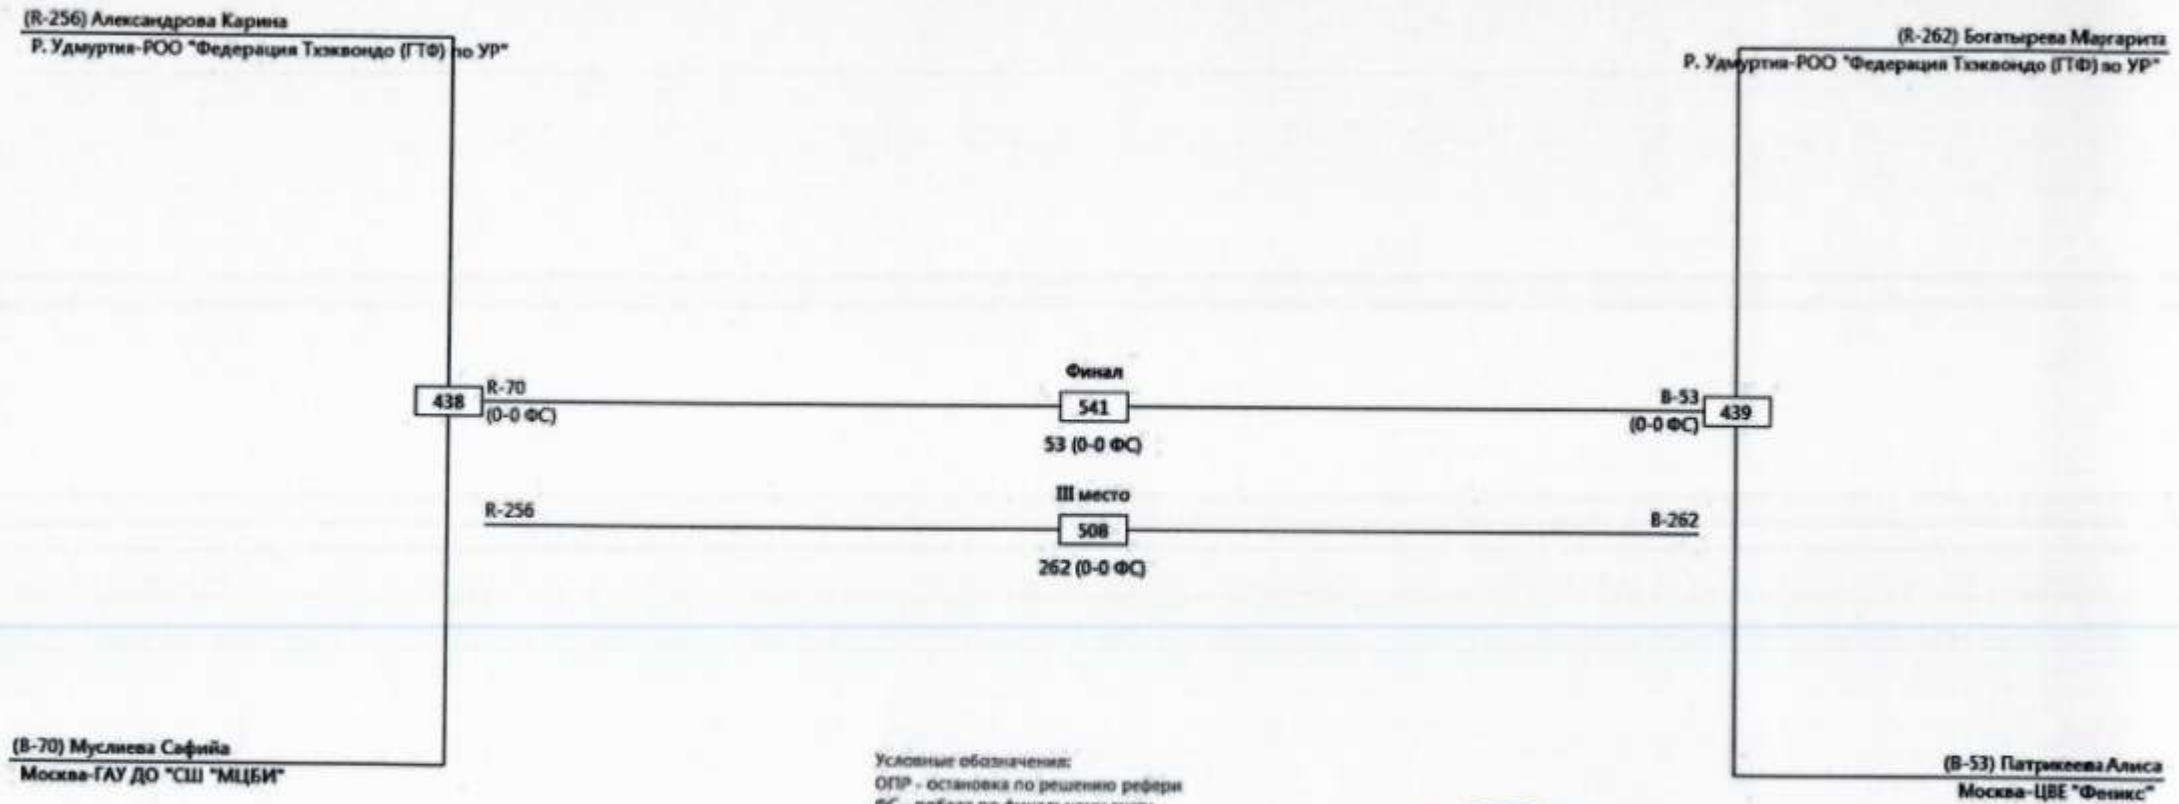 (R-256) Александрова Карина
Р. Удмуртия-РОО "Федерация Тхэквондо (ГТФ) по УР"
(R-262) Богатырева Маргарита
Р. Удмуртия-РОО "Федерация Тхэквондо (ГТФ) по УР"
Финал
438
R-70
(0-0 ФС)
541
B-53
(0-0 ФС)
439
53 (0-0 ФС)
III место
R-256
508
B-262
262 (0-0 ФС)
(B-70) Муслиева Сафийа
Москва-ГАУ ДО "СШ "МЦБИ"
Условные обозначения:
ОПР - остановка по решению рефери
(B-53) Патрикеева Алиса
Москва-ЦВЕ "Феникс"